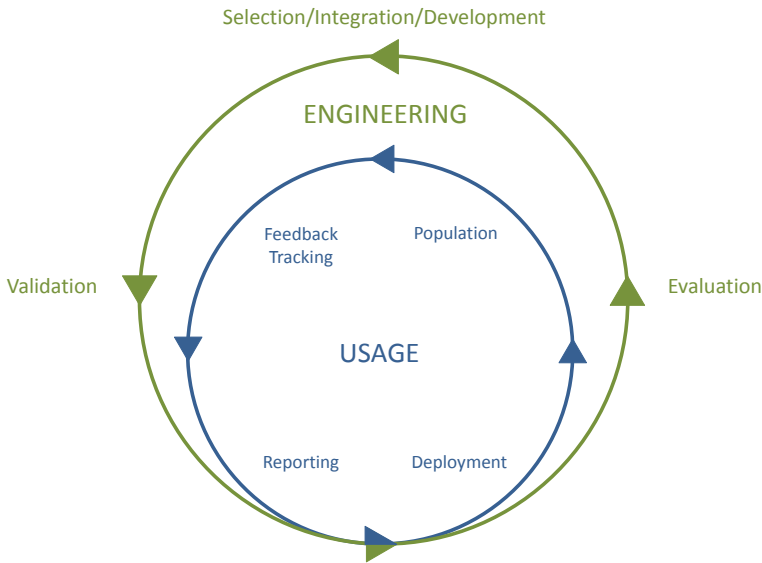 Selection/Integration/Development
ENGINEERING
Feedback
Tracking
Population
Validation
Evaluation
USAGE
Reporting
Deployment